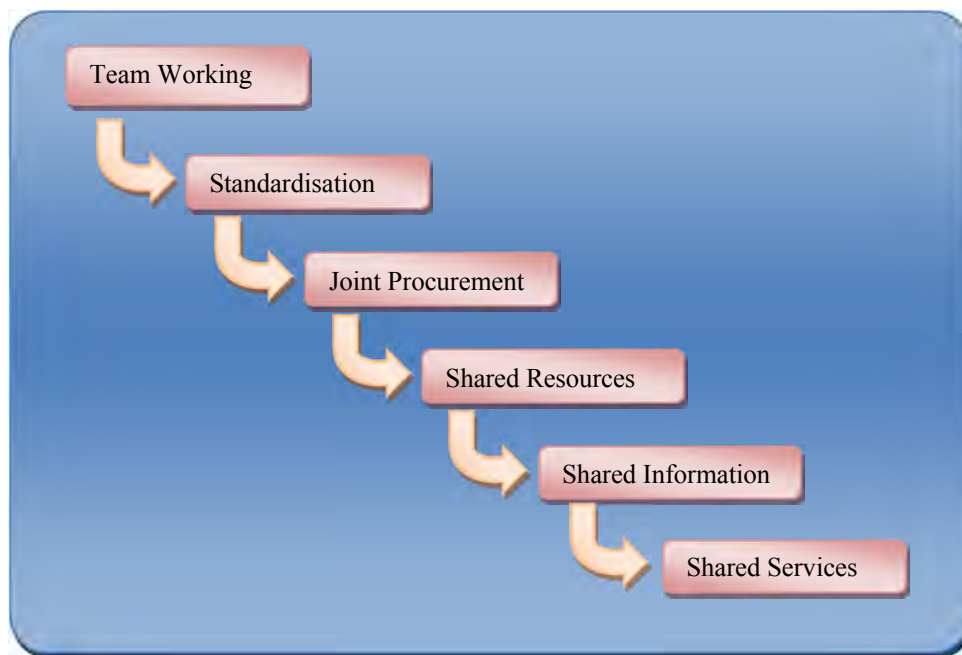 Team Working
Standardisation
Joint Procurement
Shared Resources
Shared Information
Shared Services